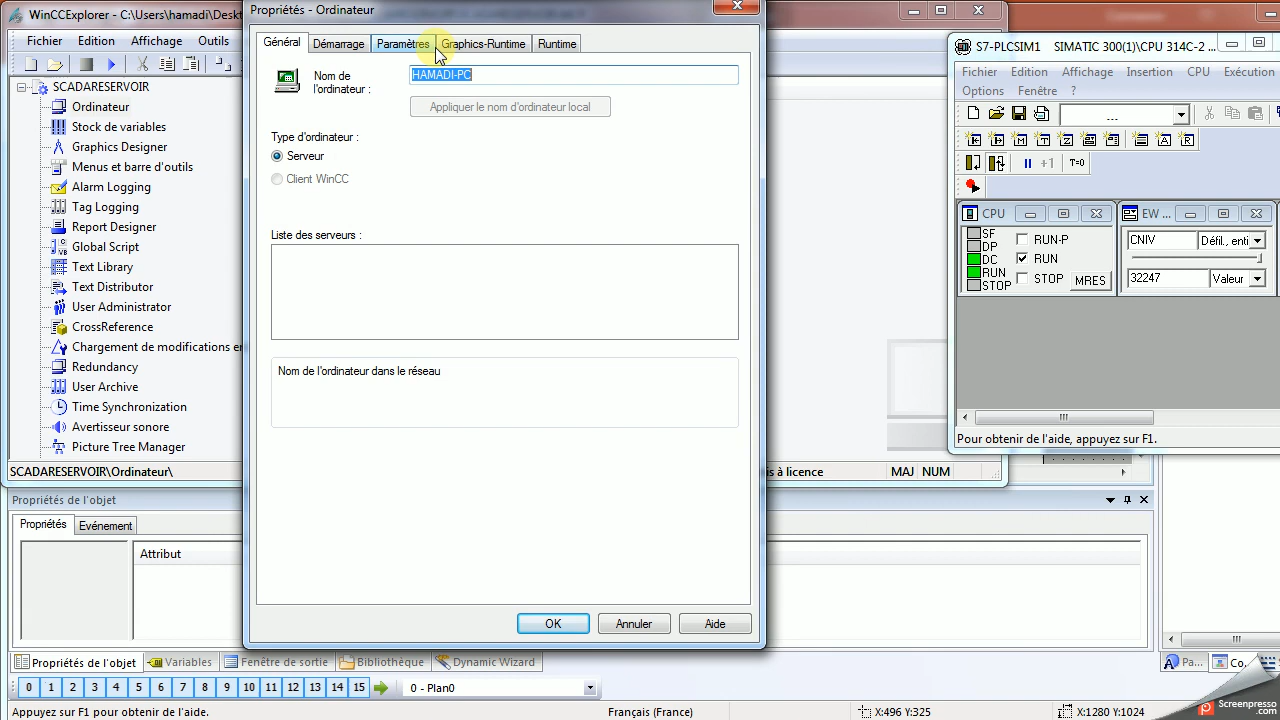 WinCCExplorer - C:\Users\hamadi\Deskt
Fichier Edition Affichage Outils
SCADARESERVOIR
Ordinateur
Stock de variables
Graphics Designer
Menus et barre d'outils
Alarm Logging
Tag Logging
Report Designer
Global Script
Text Library
Text Distributor
User Administrator
CrossReference
Chargement de modifications en
Redundancy
User Archive
Time Synchronization
Avertisseur sonore
Picture Tree Manager
SCADARESERVOIR\Ordinateur\
is à licence
MAJ NUM
Propriétés - Ordinateur
Général Démarrage Paramètres Graphics-Runtime Runtime
Nom de
l'ordinateur :
HAMADI-PC
Appliquer le nom d'ordinateur local
Type d'ordinateur :
Serveur
Client WinCC
Liste des serveurs :
Nom de l'ordinateur dans le réseau
OK Annuler Aide
S7-PLCSIM1 SIMATIC 300(1)\CPU 314C-2 ...
Fichier Edition Affichage Insertion CPU Exécution
Options Fenêtre ?
...
+1 T=0
CPU
SF
DP
DC
RUN
STOP
RUN-P
RUN
STOP
MRES
EW ...
CNIV Défil., enti
32247 Valeur
Pour obtenir de l'aide, appuyez sur F1.
Propriétés de l'objet
Propriétés Evénement
Attribut
Propriétés de l'objet Variables Fenêtre de sortie Bibliothèque Dynamic Wizard
Pa... Co...
0 1 2 3 4 5 6 7 8 9 10 11 12 13 14 15
0 - Plan0
Appuyez sur F1 pour obtenir de l'aide.
Français (France)
X:496 Y:325
X:1280 Y:1024
Screenpresso
.com